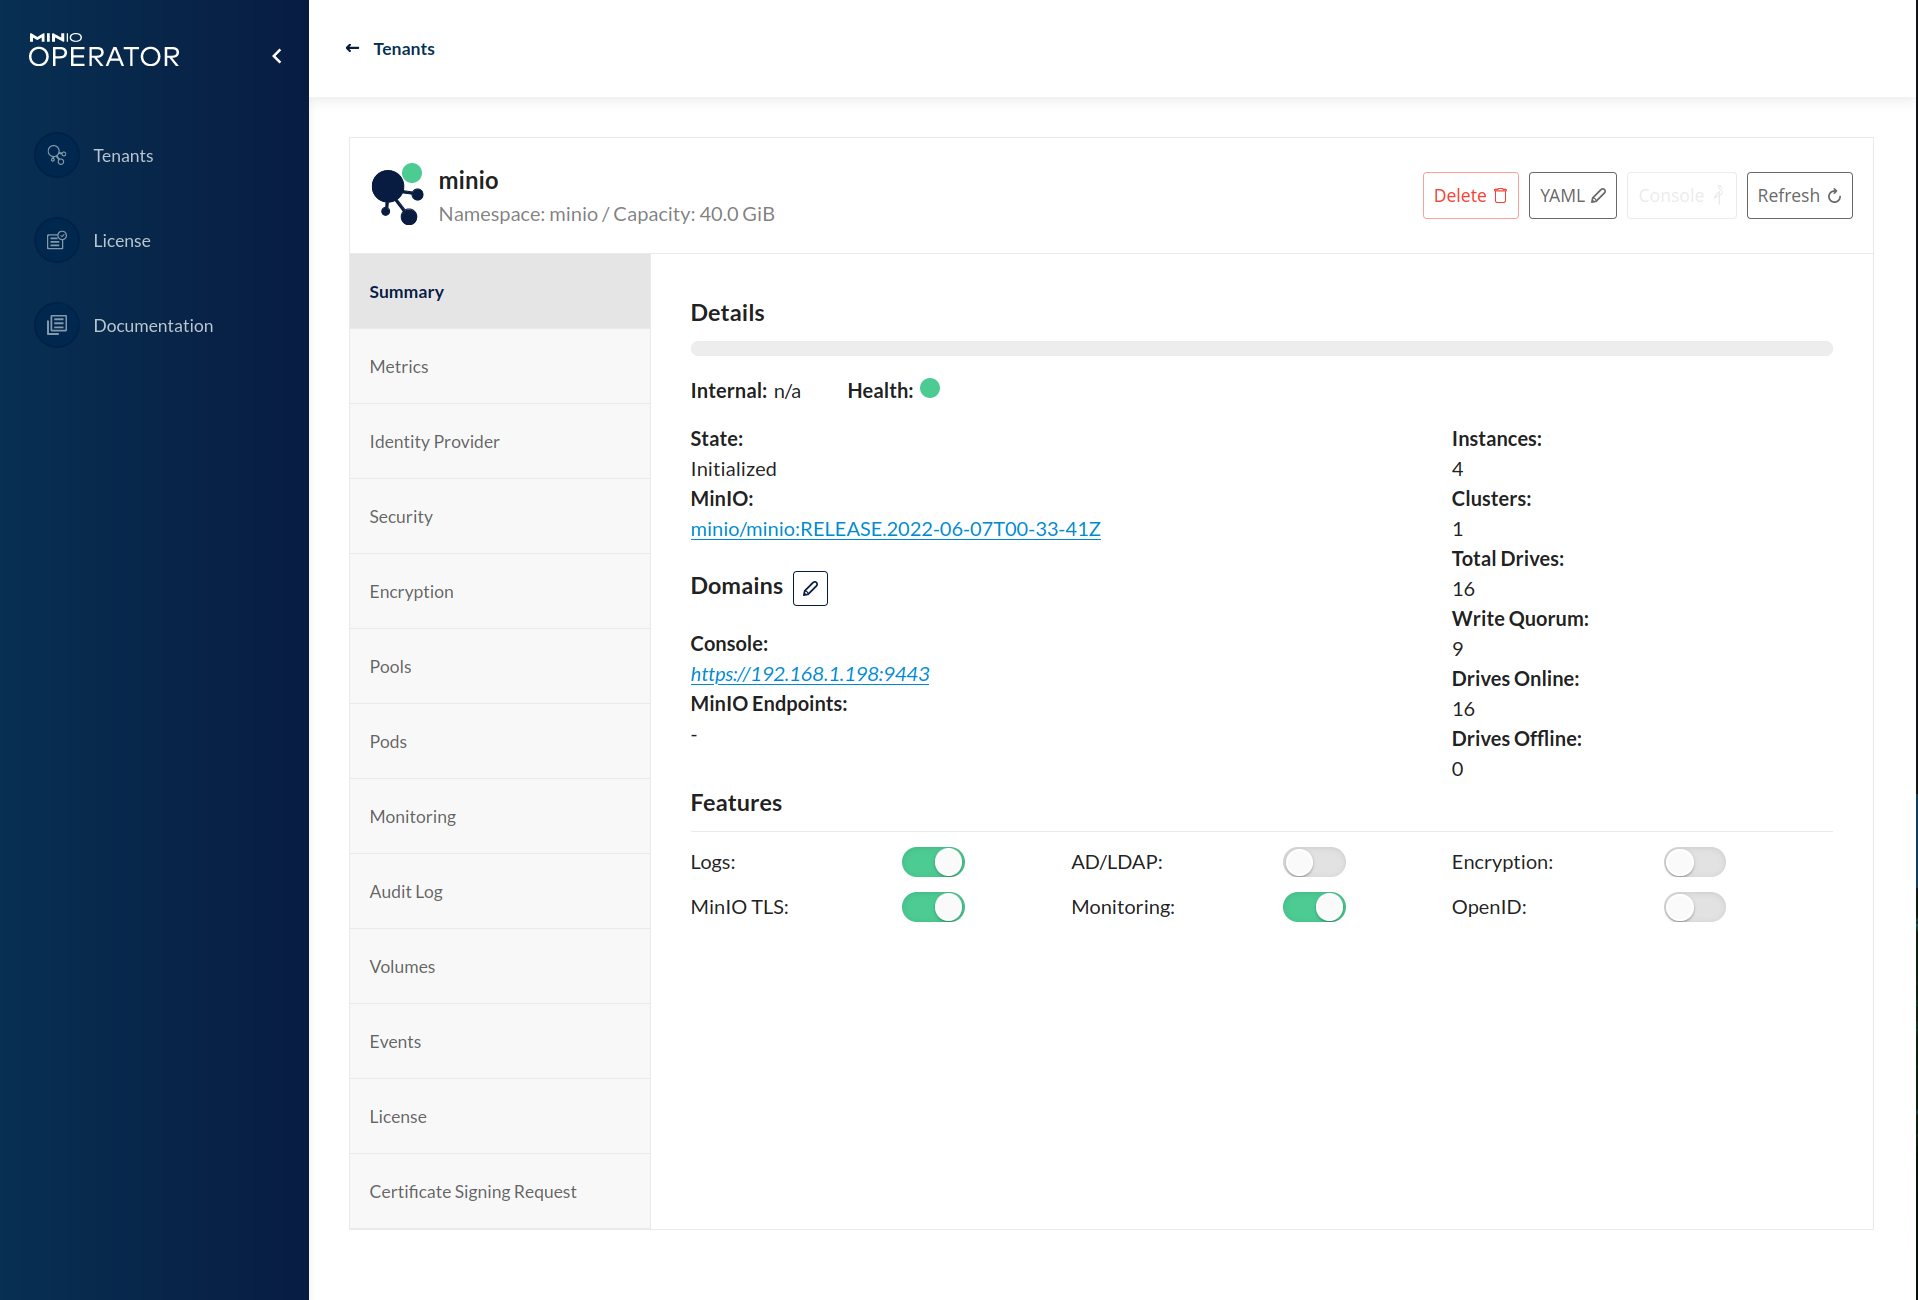 MINIO
OPERATOR
Tenants
License
Documentation
Tenants
minio
Namespace: minio / Capacity: 40.0 GiB
Delete
YAML
Console
Refresh
Summary
Metrics
Identity Provider
Security
Encryption
Pools
Pods
Monitoring
Audit Log
Volumes
Events
License
Certificate Signing Request
Details
Internal: n/a Health:
State:
Initialized
MinIO:
minio/minio:RELEASE.2022-06-07T00-33-41Z
Domains
Console:
https://192.168.1.198:9443
MinIO Endpoints:
-
Instances:
4
Clusters:
1
Total Drives:
16
Write Quorum:
9
Drives Online:
16
Drives Offline:
0
Features
Logs: AD/LDAP: Encryption:
MinIO TLS: Monitoring: OpenID: